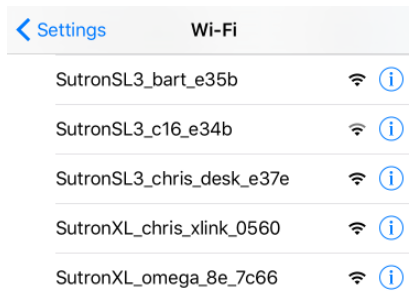 Settings Wi-Fi
SutronSL3_bart_e35b
SutronSL3_c16_e34b
SutronSL3_chris_desk_e37e
SutronXL_chris_xlink_0560
SutronXL_omega_8e_7c66